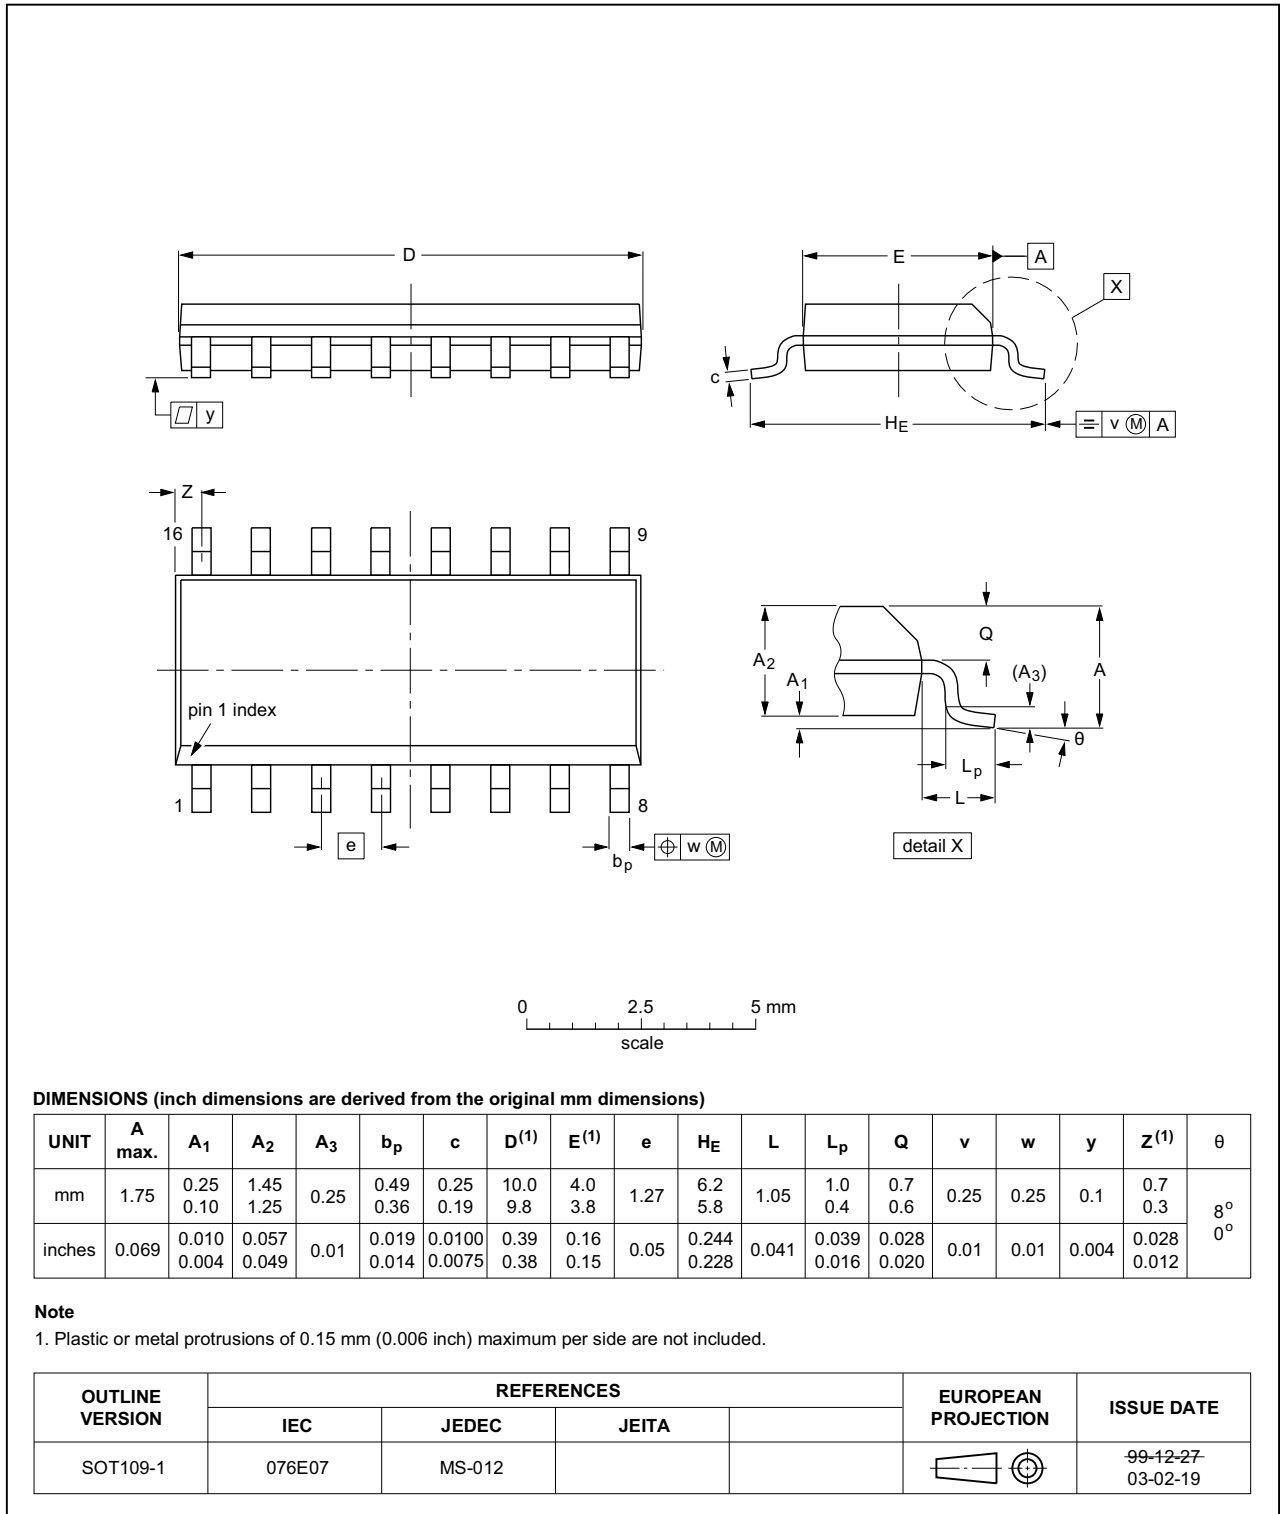 D
E
A
X
c
y
HE
v M A
Z
16
9
pin 1 index
1
8
e
bp
w M
A2
A1
Q
(A3)
A
θ
Lp
L
detail X
0 2.5 5 mm
scale
DIMENSIONS (inch dimensions are derived from the original mm dimensions)
UNIT A max. A1 A2 A3 bp c D(1) E(1) e HE L Lp Q v w y Z(1) θ
mm 1.75 0.25 0.10 1.45 1.25 0.25 0.49 0.36 0.25 0.19 10.0 9.8 4.0 3.8 1.27 6.2 5.8 1.05 1.0 0.4 0.7 0.6 0.25 0.25 0.1 0.7 0.3 8° 0°
inches 0.069 0.010 0.004 0.057 0.049 0.01 0.019 0.014 0.0100 0.0075 0.39 0.38 0.16 0.15 0.05 0.244 0.228 0.041 0.039 0.016 0.028 0.020 0.01 0.01 0.004 0.028 0.012
Note
1. Plastic or metal protrusions of 0.15 mm (0.006 inch) maximum per side are not included.
OUTLINE VERSION REFERENCES EUROPEAN PROJECTION ISSUE DATE
IEC JEDEC JEITA
SOT109-1 076E07 MS-012 99-12-27
03-02-19